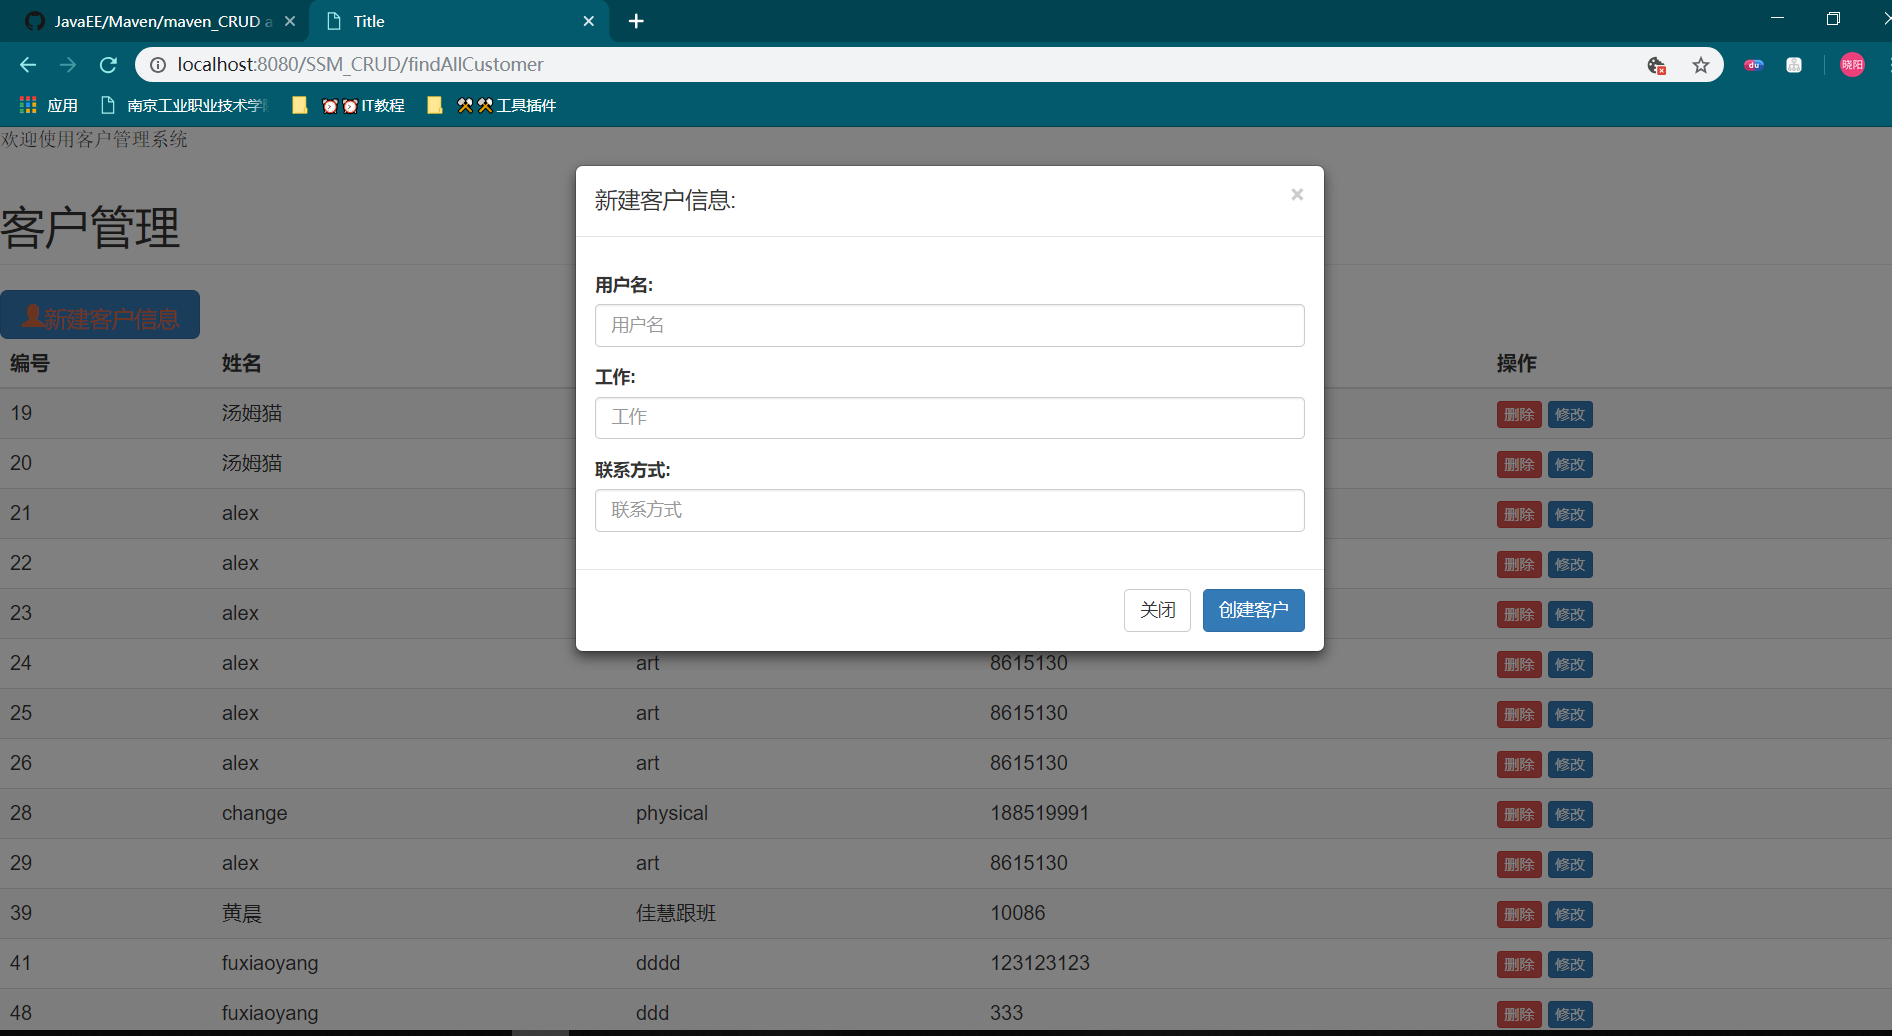 JavaEE/Maven/maven_CRUD a
Title
localhost:8080/SSM_CRUD/findAllCustomer
du
晓阳
应用
南京工业职业技术学
IT教程
工具插件
欢迎使用客户管理系统
客户管理
新建客户信息
编号 姓名 操作
19 汤姆猫 删除 修改
20 汤姆猫 删除 修改
21 alex 删除 修改
22 alex 删除 修改
23 alex 删除 修改
24 alex art 8615130 删除 修改
25 alex art 8615130 删除 修改
26 alex art 8615130 删除 修改
28 change physical 188519991 删除 修改
29 alex art 8615130 删除 修改
39 黄晨 佳慧跟班 10086 删除 修改
41 fuxiaoyang dddd 123123123 删除 修改
48 fuxiaoyang ddd 333 删除 修改
新建客户信息: ×
用户名:
用户名
工作:
工作
联系方式:
联系方式
关闭 创建客户